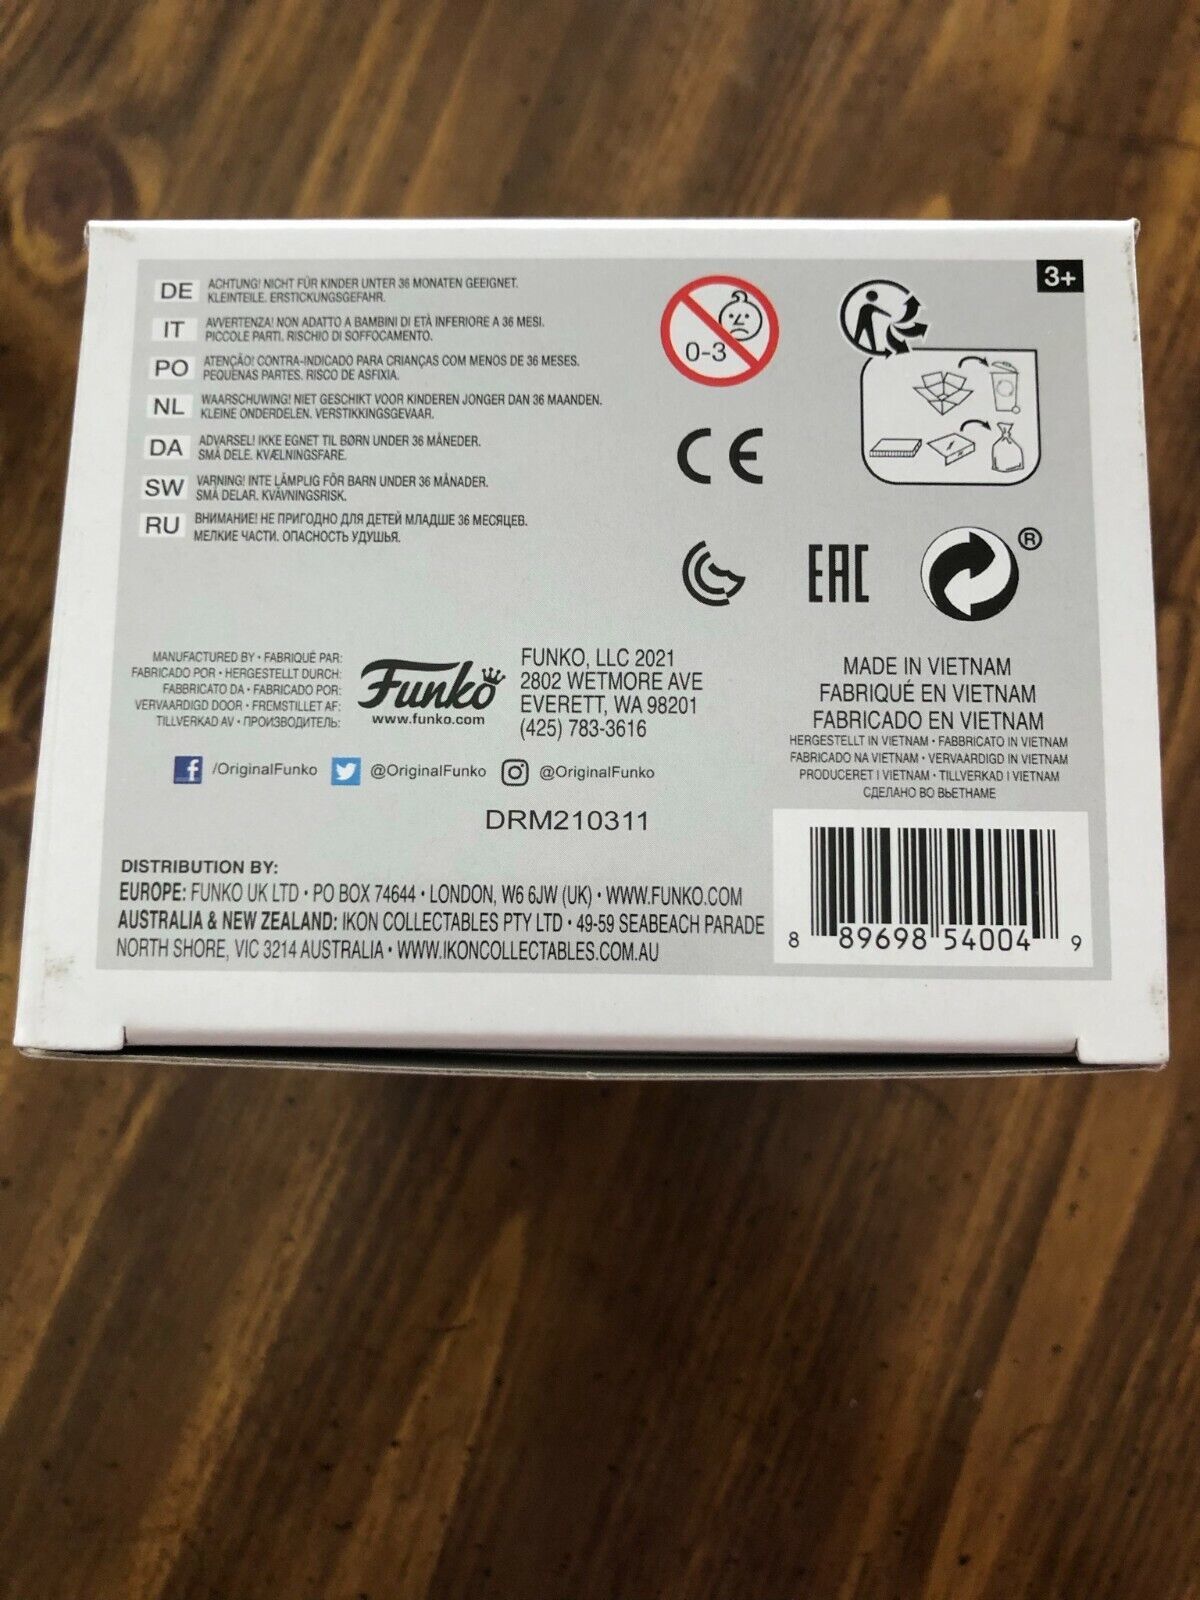 3+
DE ACHTUNG! NICHT FÜR KINDER UNTER 36 MONATEN GEEIGNET.
KLEINTEILE. ERSTICKUNGSGEFAHR.
IT AVVERTENZA! NON ADATTO A BAMBINI DI ETÀ INFERIORE A 36 MESI.
PICCOLE PARTI. RISCHIO DI SOFFOCAMENTO.
PO ATENÇÃO! CONTRA-INDICADO PARA CRIANÇAS COM MENOS DE 36 MESES.
PEQUENAS PARTES. RISCO DE ASFIXIA.
NL WAARSCHUWING! NIET GESCHIKT VOOR KINDEREN JONGER DAN 36 MAANDEN.
KLEINE ONDERDELEN. VERSTIKKINGSGEVAAR.
DA ADVARSEL! IKKE EGNET TIL BØRN UNDER 36 MÅNEDER.
SMÅ DELE. KVÆLNINGSFARE.
SW VARNING! INTE LÄMPLIG FÖR BARN UNDER 36 MÅNADER.
SMÅ DELAR. KVÄVNINGSRISK.
RU ВНИМАНИЕ! НЕ ПРИГОДНО ДЛЯ ДЕТЕЙ МЛАДШЕ 36 МЕСЯЦЕВ.
МЕЛКИЕ ЧАСТИ. ОПАСНОСТЬ УДУШЬЯ.
0-3
CE
EAC
®
MANUFACTURED BY • FABRIQUÉ PAR:
FABRICADO POR • HERGESTELLT DURCH:
FABBRICATO DA • FABRICADO POR:
VERVAARDIGD DOOR • FREMSTILLET AF:
TILLVERKAD AV • ПРОИЗВОДИТЕЛЬ:
Funko
www.funko.com
FUNKO, LLC 2021
2802 WETMORE AVE
EVERETT, WA 98201
(425) 783-3616
MADE IN VIETNAM
FABRIQUÉ EN VIETNAM
FABRICADO EN VIETNAM
HERGESTELLT IN VIETNAM • FABBRICATO IN VIETNAM
FABRICADO NA VIETNAM • VERVAARDIGD IN VIETNAM
PRODUCERET I VIETNAM • TILLVERKAD I VIETNAM
СДЕЛАНО ВО ВЬЕТНАМЕ
f /OriginalFunko @OriginalFunko @OriginalFunko
DRM210311
DISTRIBUTION BY:
EUROPE: FUNKO UK LTD • PO BOX 74644 • LONDON, W6 6JW (UK) • WWW.FUNKO.COM
AUSTRALIA & NEW ZEALAND: IKON COLLECTABLES PTY LTD • 49-59 SEABEACH PARADE
NORTH SHORE, VIC 3214 AUSTRALIA • WWW.IKONCOLLECTABLES.COM.AU
8 89698 54004 9